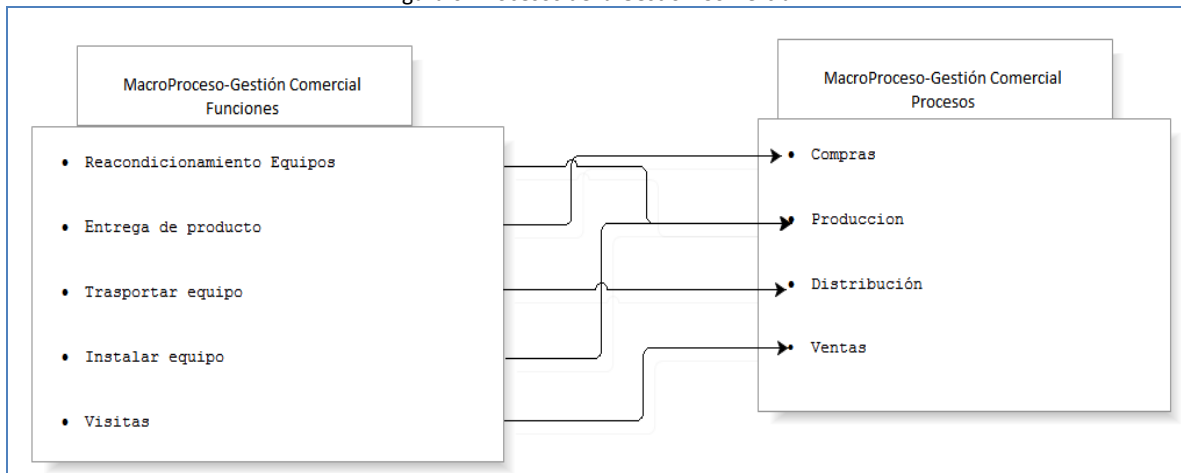 MacroProceso-Gestión Comercial
Funciones
• Reacondicionamiento Equipos
• Entrega de producto
• Trasportar equipo
• Instalar equipo
• Visitas
MacroProceso-Gestión Comercial
Procesos
• Compras
• Produccion
• Distribución
• Ventas